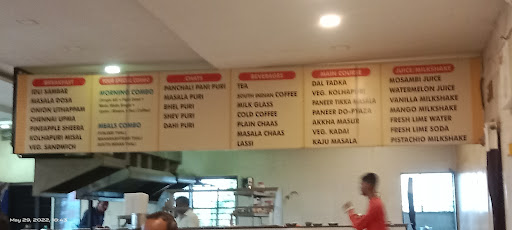 BREAKFAST
IDLI SAMBAR
MASALA DOSA
ONION UTHAPPAM
CHENNAI UPMA
PINEAPPLE SHEERA
KOLHAPURI MISAL
VEG. SANDWICH
COMBO
MORNING COMBO
MEALS COMBO
CHATS
PANCHALI PANI PURI
MASALA PURI
BHEL PURI
SHEV PURI
DAHI PURI
BEVERAGES
TEA
SOUTH INDIAN COFFEE
MILK GLASS
COLD COFFEE
PLAIN CHAAS
MASALA CHAAS
LASSI
MAIN COURSE
DAL TADKA
VEG. KOLHAPURI
PANEER TIKKA MASALA
PANEER DO-PYAZA
AKKHA MASUR
VEG. KADAI
KAJU MASALA
JUICE/MILKSHAKE
MOSAMBI JUICE
WATERMELON JUICE
VANILLA MILKSHAKE
MANGO MILKSHAKE
FRESH LIME WATER
FRESH LIME SODA
PISTACHIO MILKSHAKE
May 29, 2022,